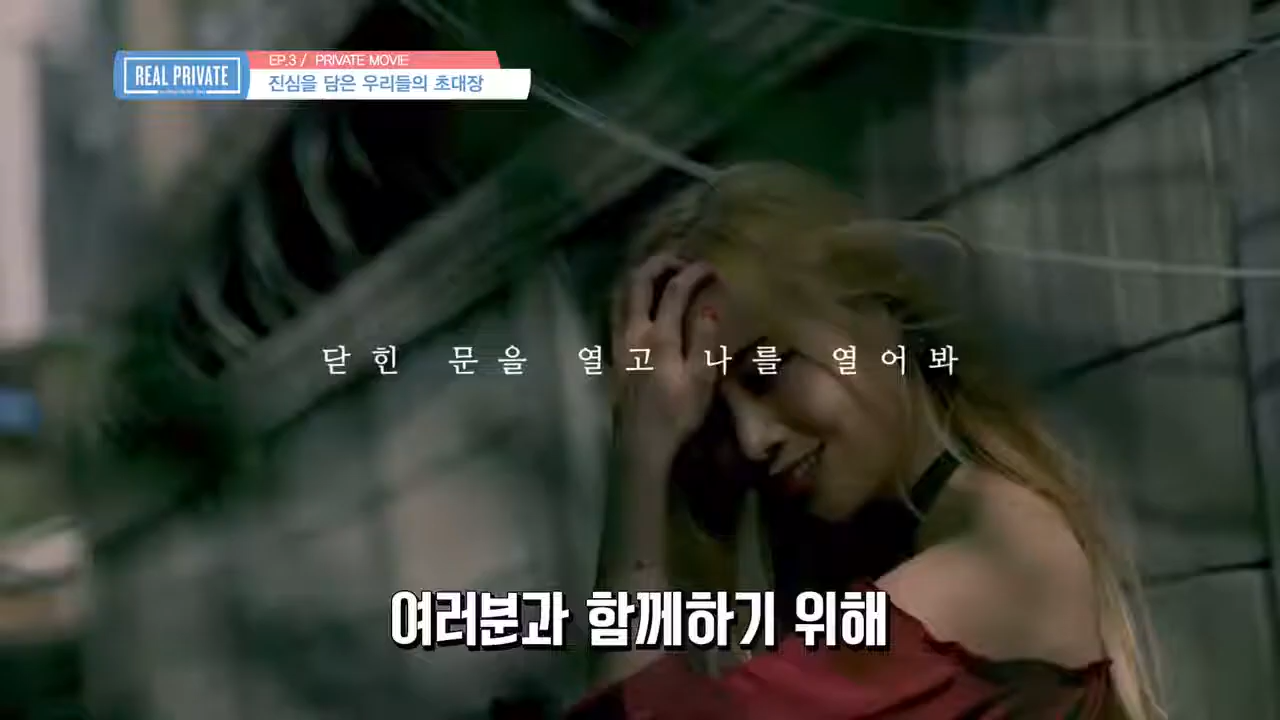 REAL PRIVATE
EP.3 / PRIVATE MOVIE
진심을 담은 우리들의 초대장
닫힌 문을 열고 나를 열어봐
여러분과 함께하기 위해